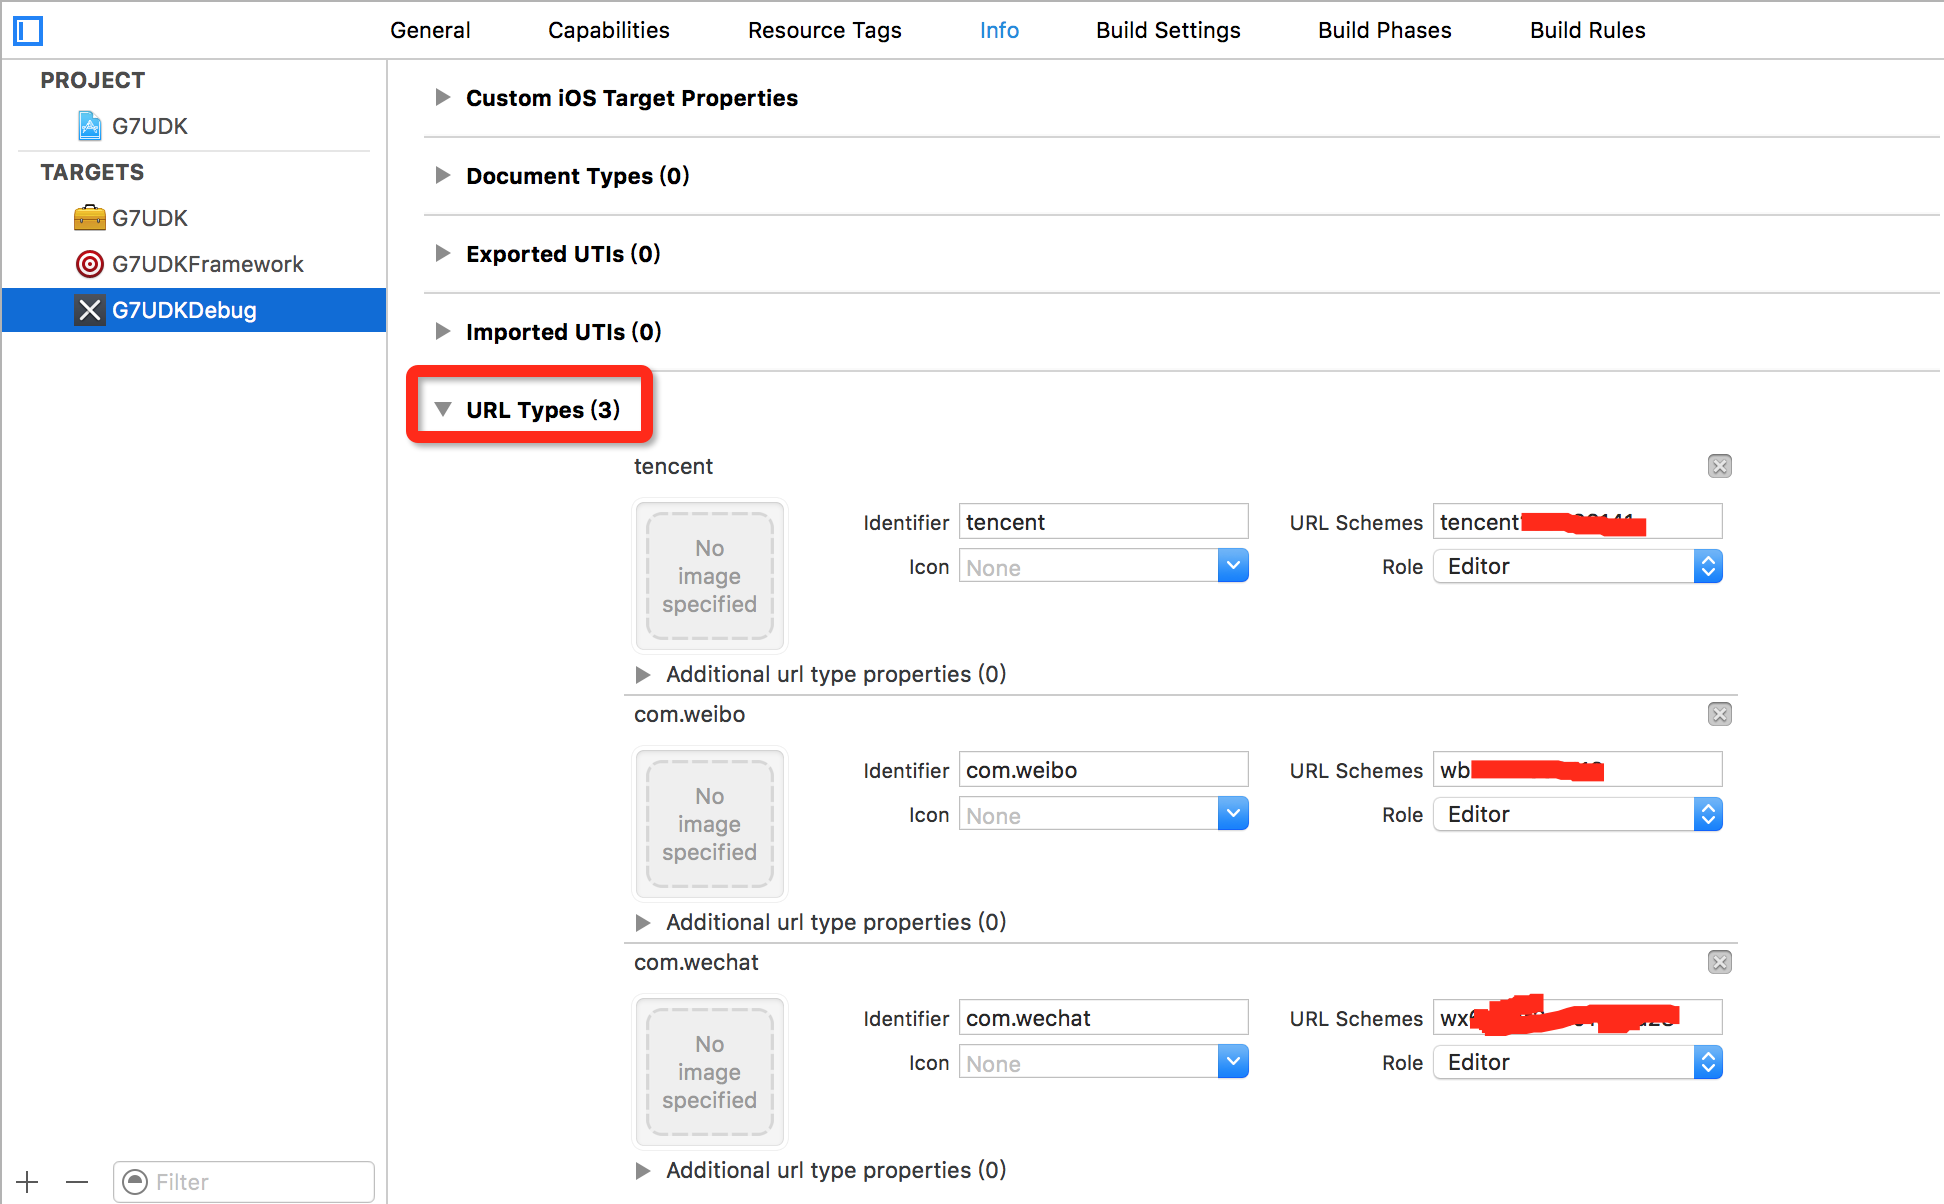 General Capabilities Resource Tags Info Build Settings Build Phases Build Rules
PROJECT
G7UDK
TARGETS
G7UDK
G7UDKFramework
G7UDKDebug
Filter
Custom iOS Target Properties
Document Types (0)
Exported UTIs (0)
Imported UTIs (0)
URL Types (3)
tencent
No
image
specified
Identifier tencent URL Schemes tencent
Icon None Role Editor
Additional url type properties (0)
com.weibo
No
image
specified
Identifier com.weibo URL Schemes wb
Icon None Role Editor
Additional url type properties (0)
com.wechat
No
image
specified
Identifier com.wechat URL Schemes wx
Icon None Role Editor
Additional url type properties (0)